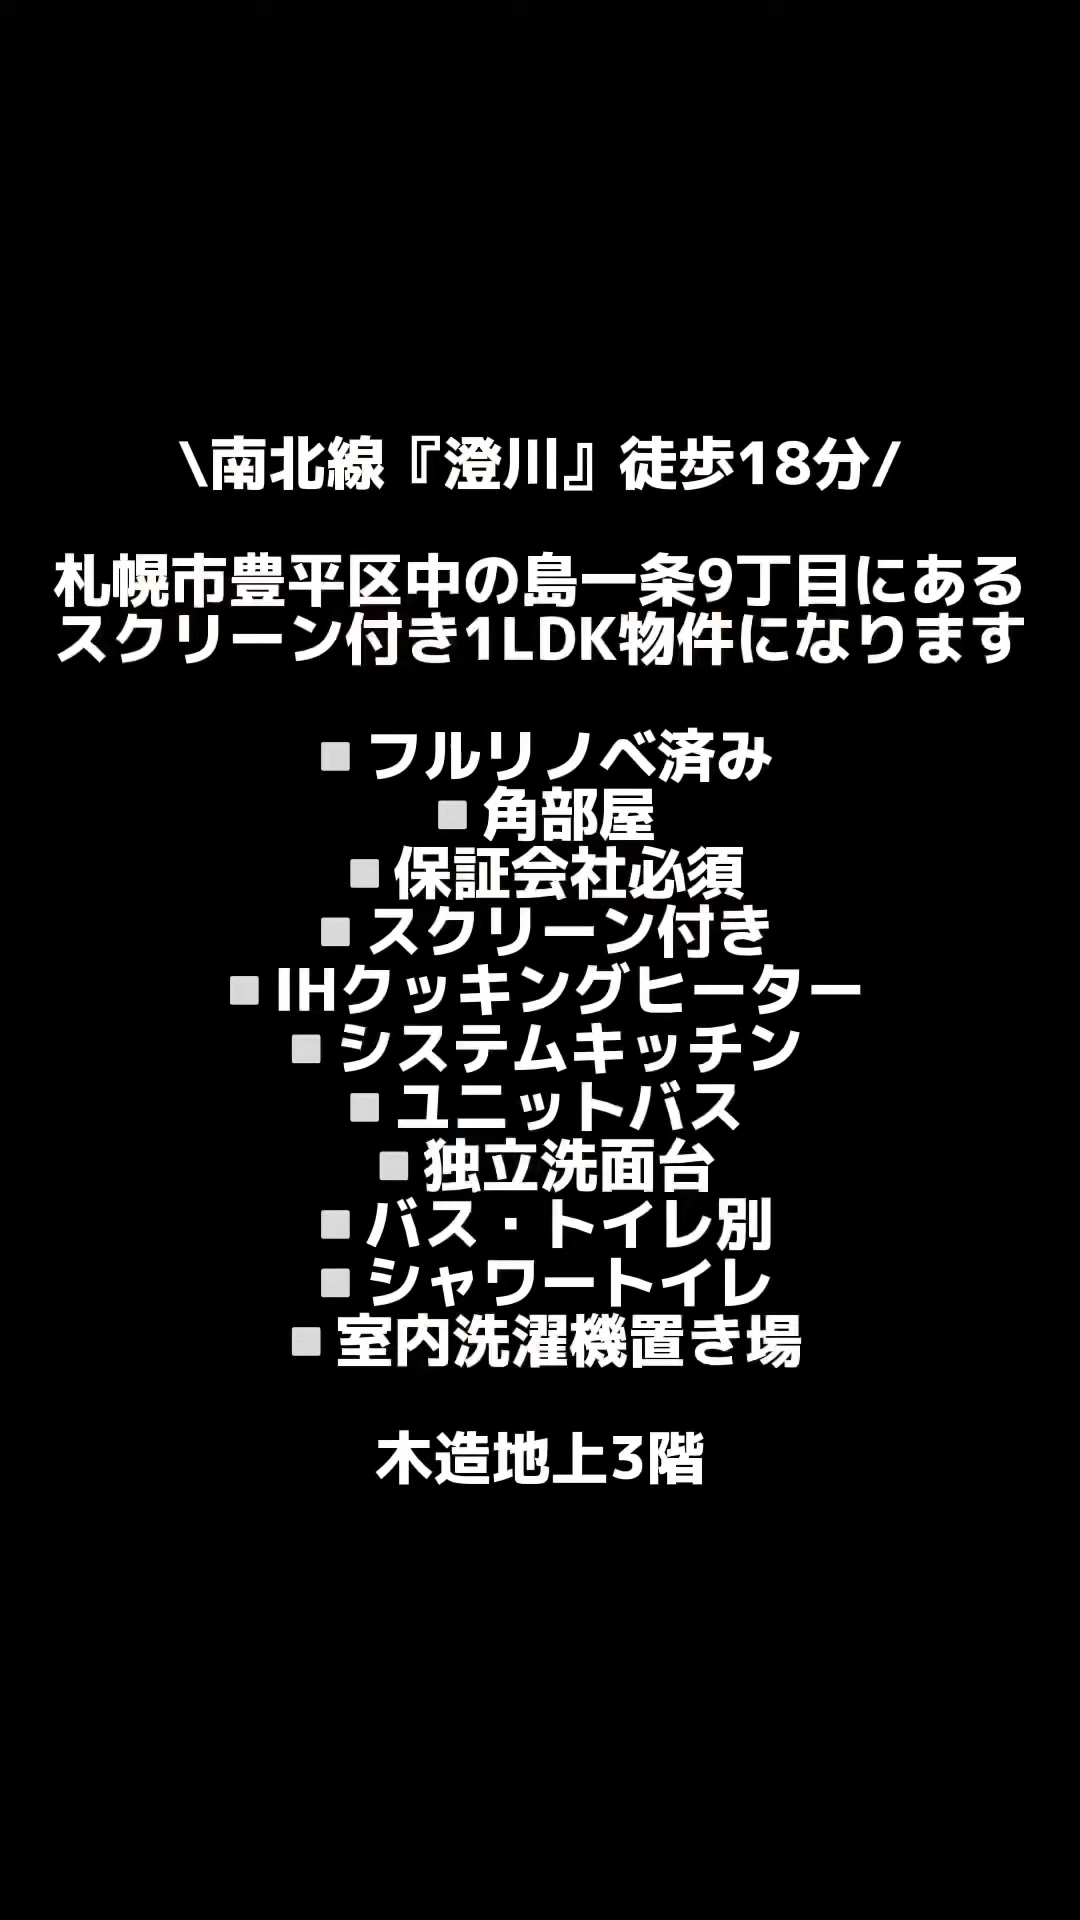 \南北線『澄川』徒歩18分/
札幌市豊平区中の島一条9丁目にある
スクリーン付き1LDK物件になります
◽フルリノベ済み
◽角部屋
◽保証会社必須
◽スクリーン付き
◽IHクッキングヒーター
◽システムキッチン
◽ユニットバス
◽独立洗面台
◽バス・トイレ別
◽シャワートイレ
◽室内洗濯機置き場
木造地上3階